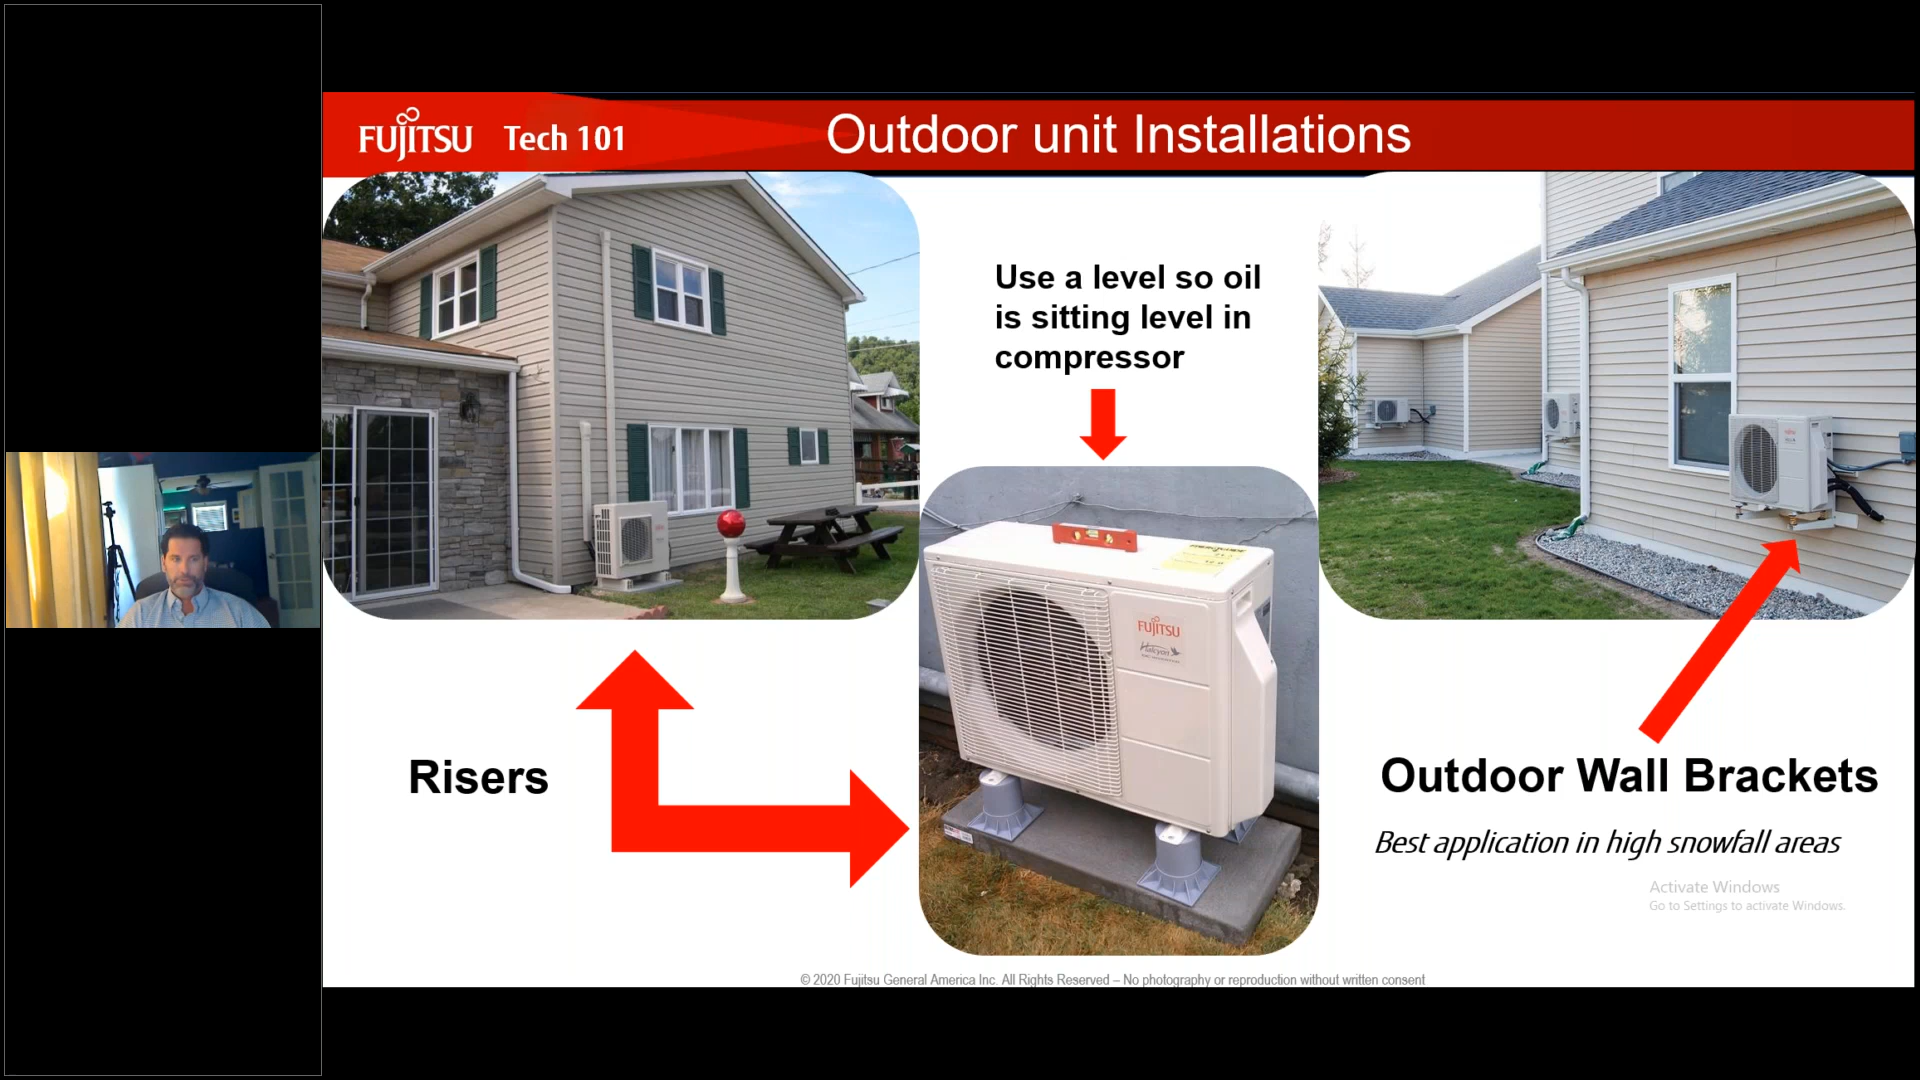 FUJITSU Tech 101
Outdoor unit Installations
Use a level so oil
is sitting level in
compressor
FUJITSU
Halcyon
Risers
Outdoor Wall Brackets
Best application in high snowfall areas
Activate Windows
Go to Settings to activate Windows.
© 2020 Fujitsu General America Inc. All Rights Reserved – No photography or reproduction without written consent